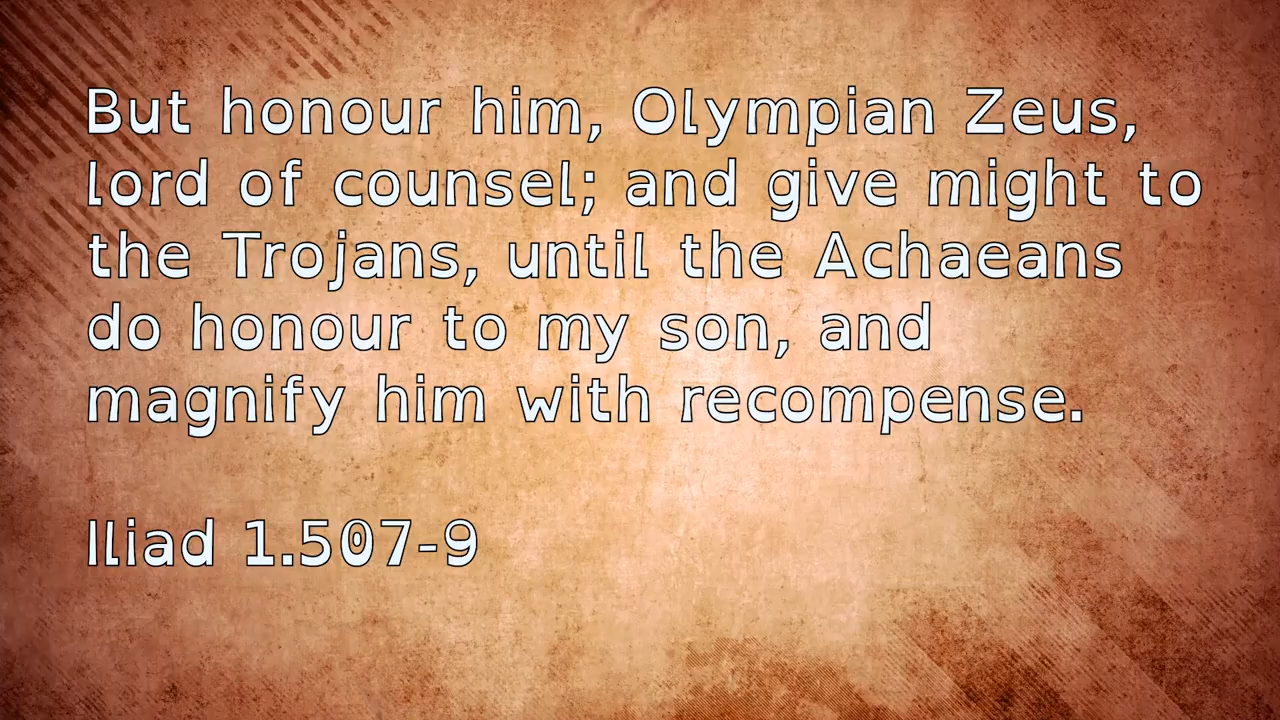 But honour him, Olympian Zeus,
lord of counsel; and give might to
the Trojans, until the Achaeans
do honour to my son, and
magnify him with recompense.
Iliad 1.507-9